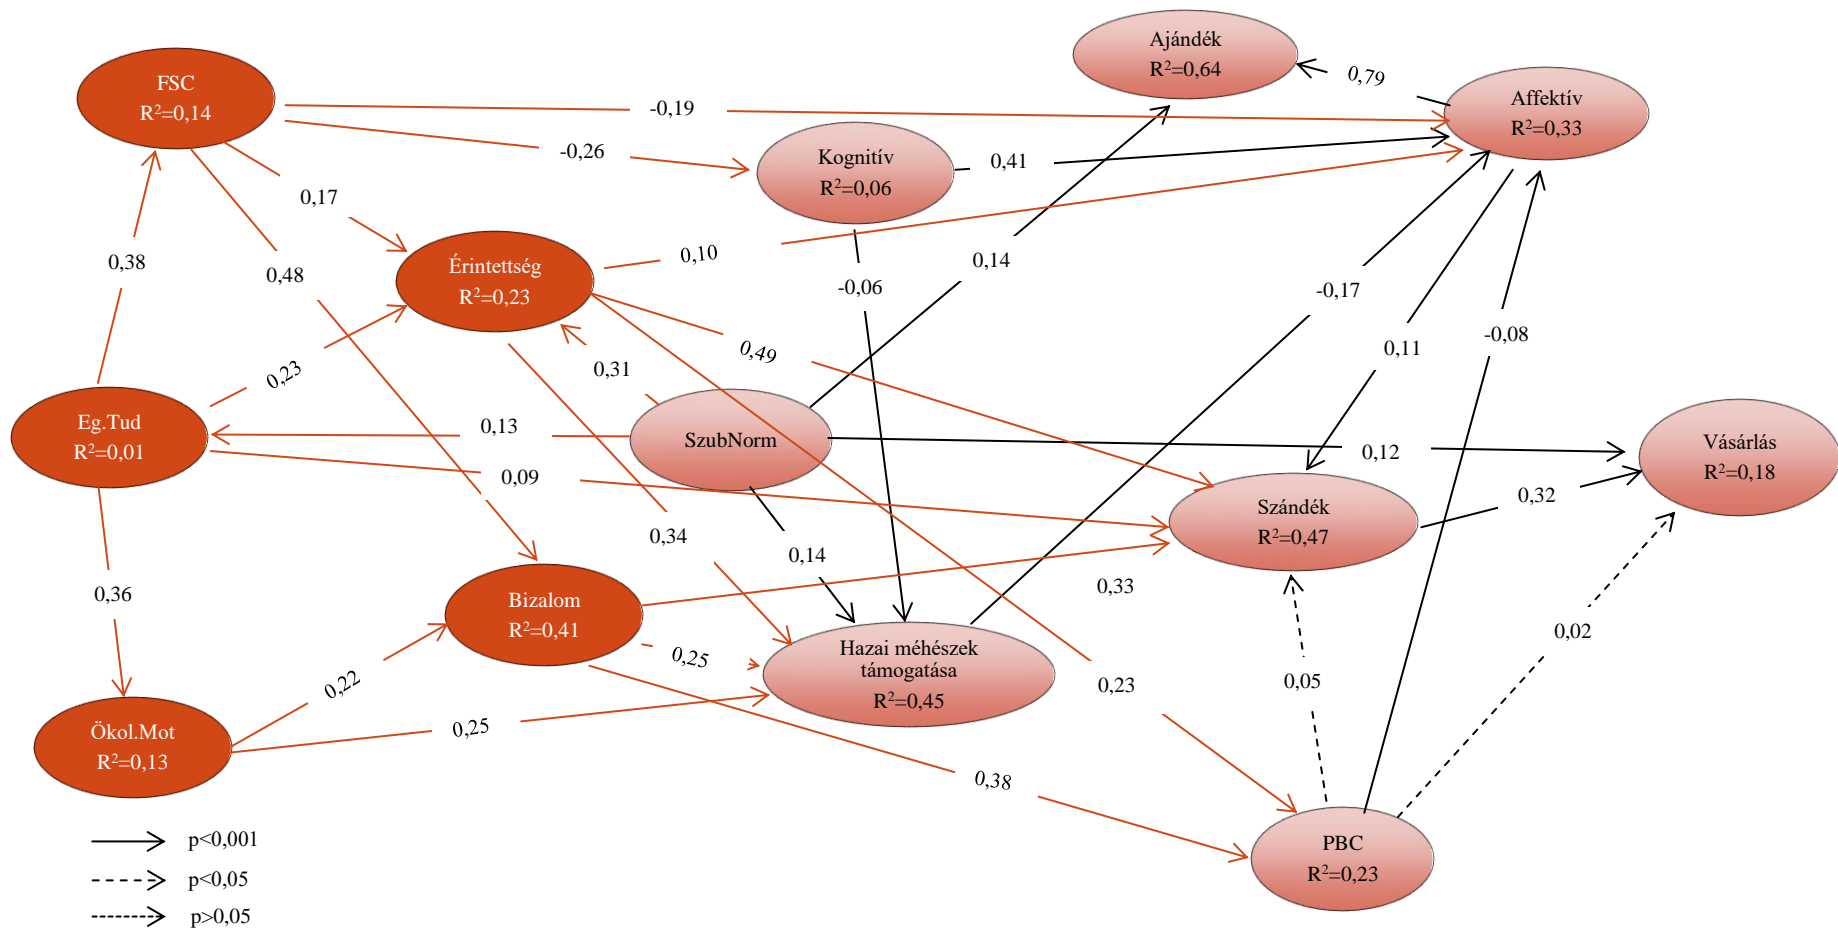 Ajándék
R²=0,64
FSC
R²=0,14
0,79
Affektív
R²=0,33
-0,19
-0,26
Kognitív
R²=0,06
0,41
0,17
0,38
0,48
Érintettség
R²=0,23
0,10
-0,06
0,14
-0,17
-0,08
0,11
0,49
0,31
0,23
Eg.Tud
R²=0,01
0,13
SzubNorm
0,12
Vásárlás
R²=0,18
0,09
0,32
Szándék
R²=0,47
0,34
0,14
0,36
0,33
Bizalom
R²=0,41
0,02
0,25
Hazai méhészek
támogatása
R²=0,45
0,22
0,05
0,23
0,25
Ökol.Mot
R²=0,13
0,38
PBC
R²=0,23
p<0,001
p<0,05
p>0,05